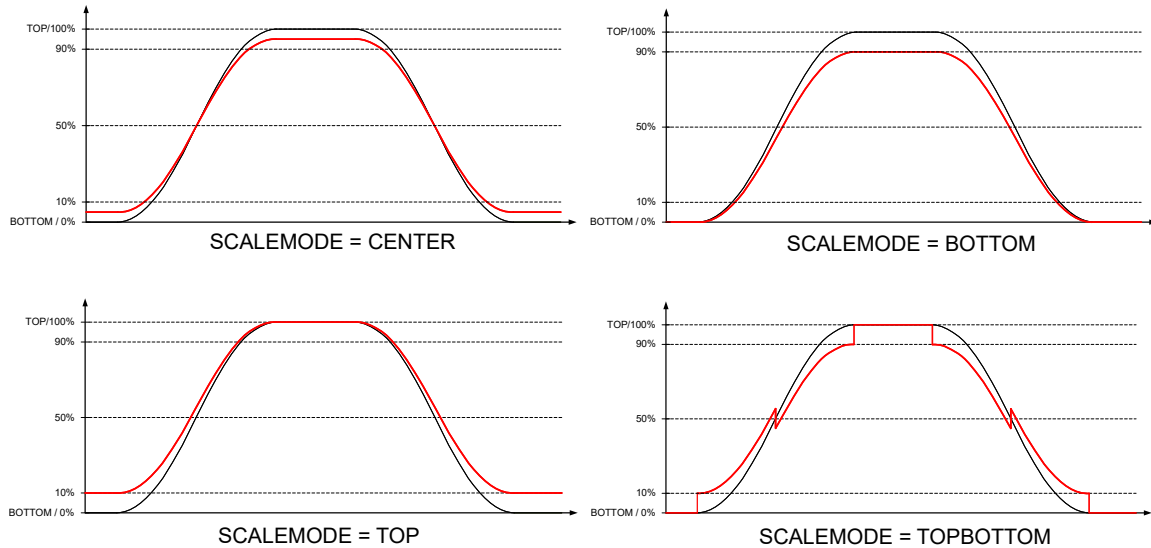 TOP/100%
90%
50%
10%
BOTTOM / 0%
SCALEMODE = CENTER
TOP/100%
90%
50%
10%
BOTTOM / 0%
SCALEMODE = BOTTOM
TOP/100%
90%
50%
10%
BOTTOM / 0%
SCALEMODE = TOP
TOP/100%
90%
50%
10%
BOTTOM / 0%
SCALEMODE = TOPBOTTOM